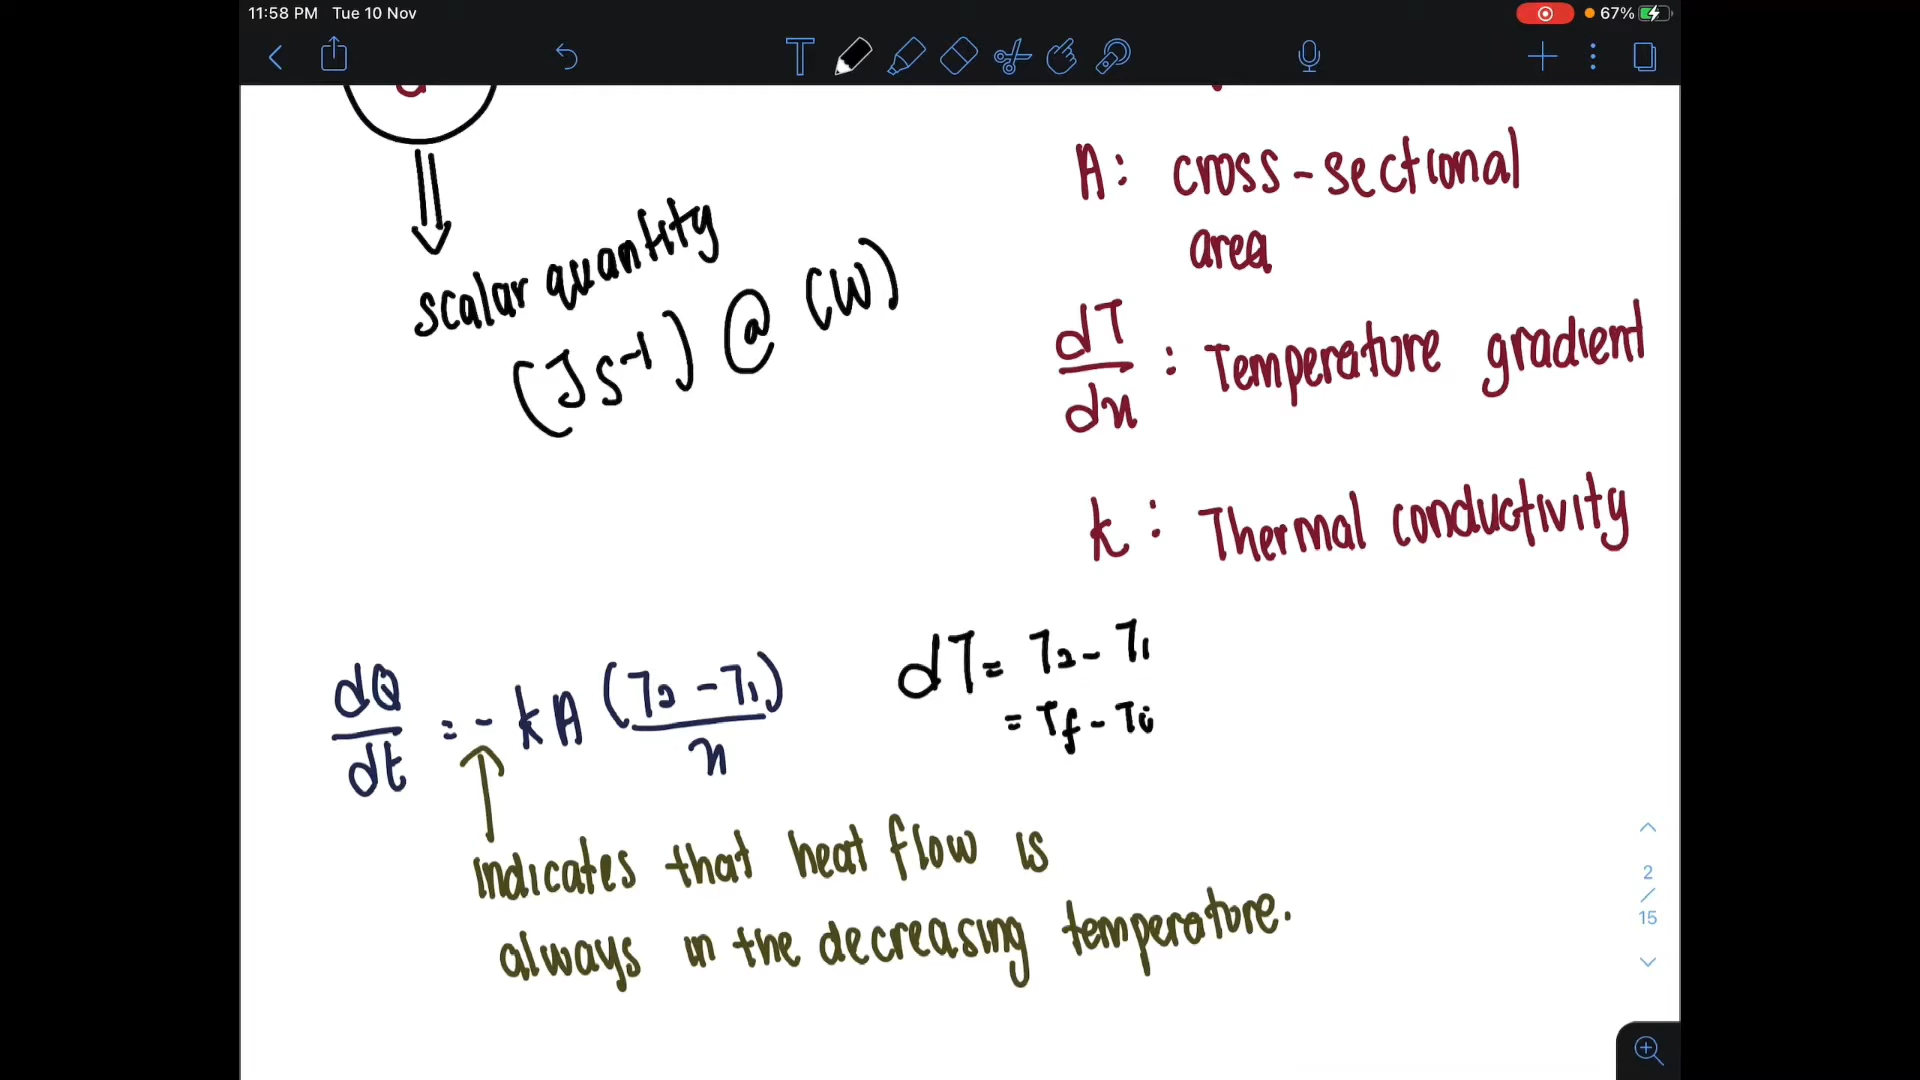 11:58 PM Tue 10 Nov
67%
A: cross-sectional
area
scalar quantity
(Js⁻¹) @ (W)
dT/dx : Temperature gradient
k : Thermal conductivity
dQ/dt = - kA (T₂ - T₁)/x
dT = T₂ - T₁
= Tf - Ti
indicates that heat flow is
always in the decreasing temperature.
2
/
15